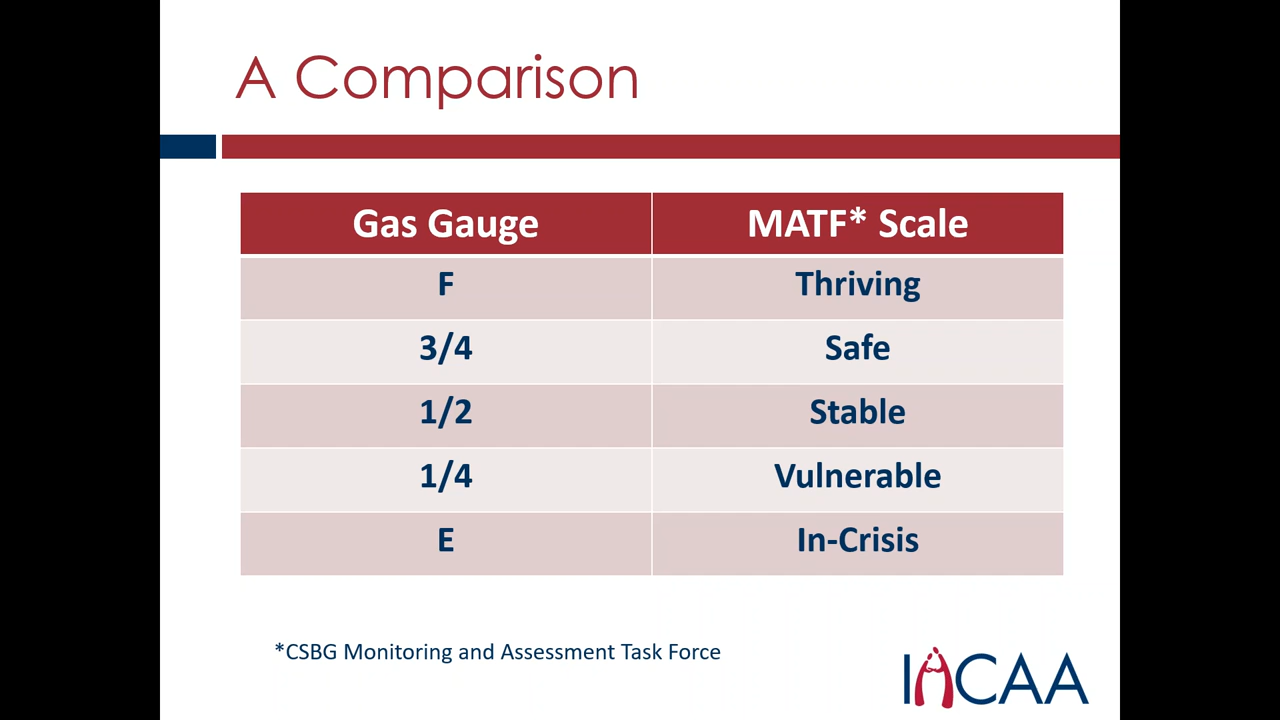 A Comparison
Gas Gauge MATF* Scale
F Thriving
3/4 Safe
1/2 Stable
1/4 Vulnerable
E In-Crisis
*CSBG Monitoring and Assessment Task Force
IACAA